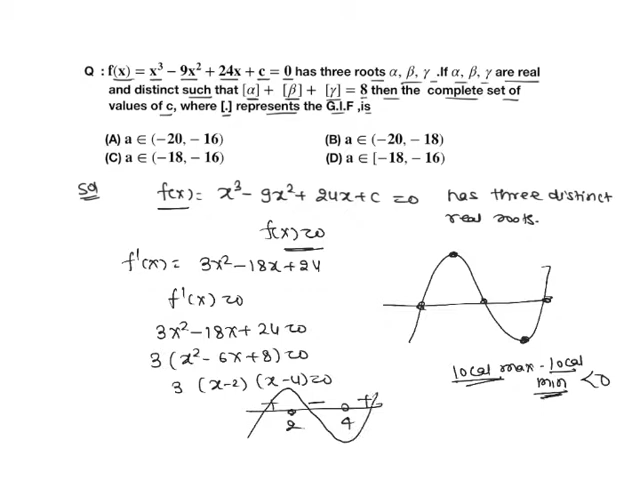 Q : f(x) = x³ − 9x² + 24x + c = 0 has three roots α, β, γ .If α, β, γ are real
and distinct such that [α]+ [β] + [γ] = 8 then the complete set of
values of c, where [.] represents the G.I.F ,is
(A) a ∈ (−20, − 16) (B) a ∈ (−20, − 18)
(C) a ∈ (−18, − 16) (D) a ∈ [−18, − 16)
Sol f(x) = x³ − 9x² + 24x + c = 0 has three distinct
real roots.
f(x) = 0
f'(x) = 3x² − 18x + 24
f'(x) = 0
3x² − 18x + 24 = 0
3 (x² − 6x + 8) = 0
local max · local
min < 0
3 (x−2) (x−4) = 0
+ − +
2 4